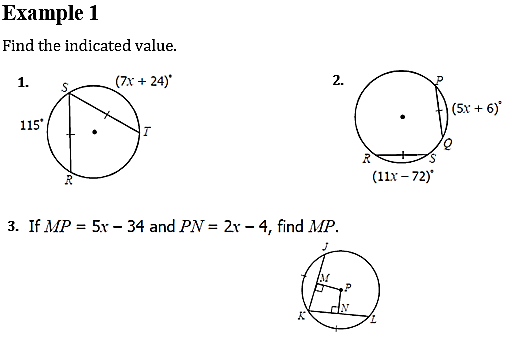 Example 1
Find the indicated value.
1.
S
(7x + 24)°
115°
T
R
2.
P
(5x + 6)°
Q
R
S
(11x – 72)°
3. If MP = 5x – 34 and PN = 2x – 4, find MP.
J
M
P
K
N
L